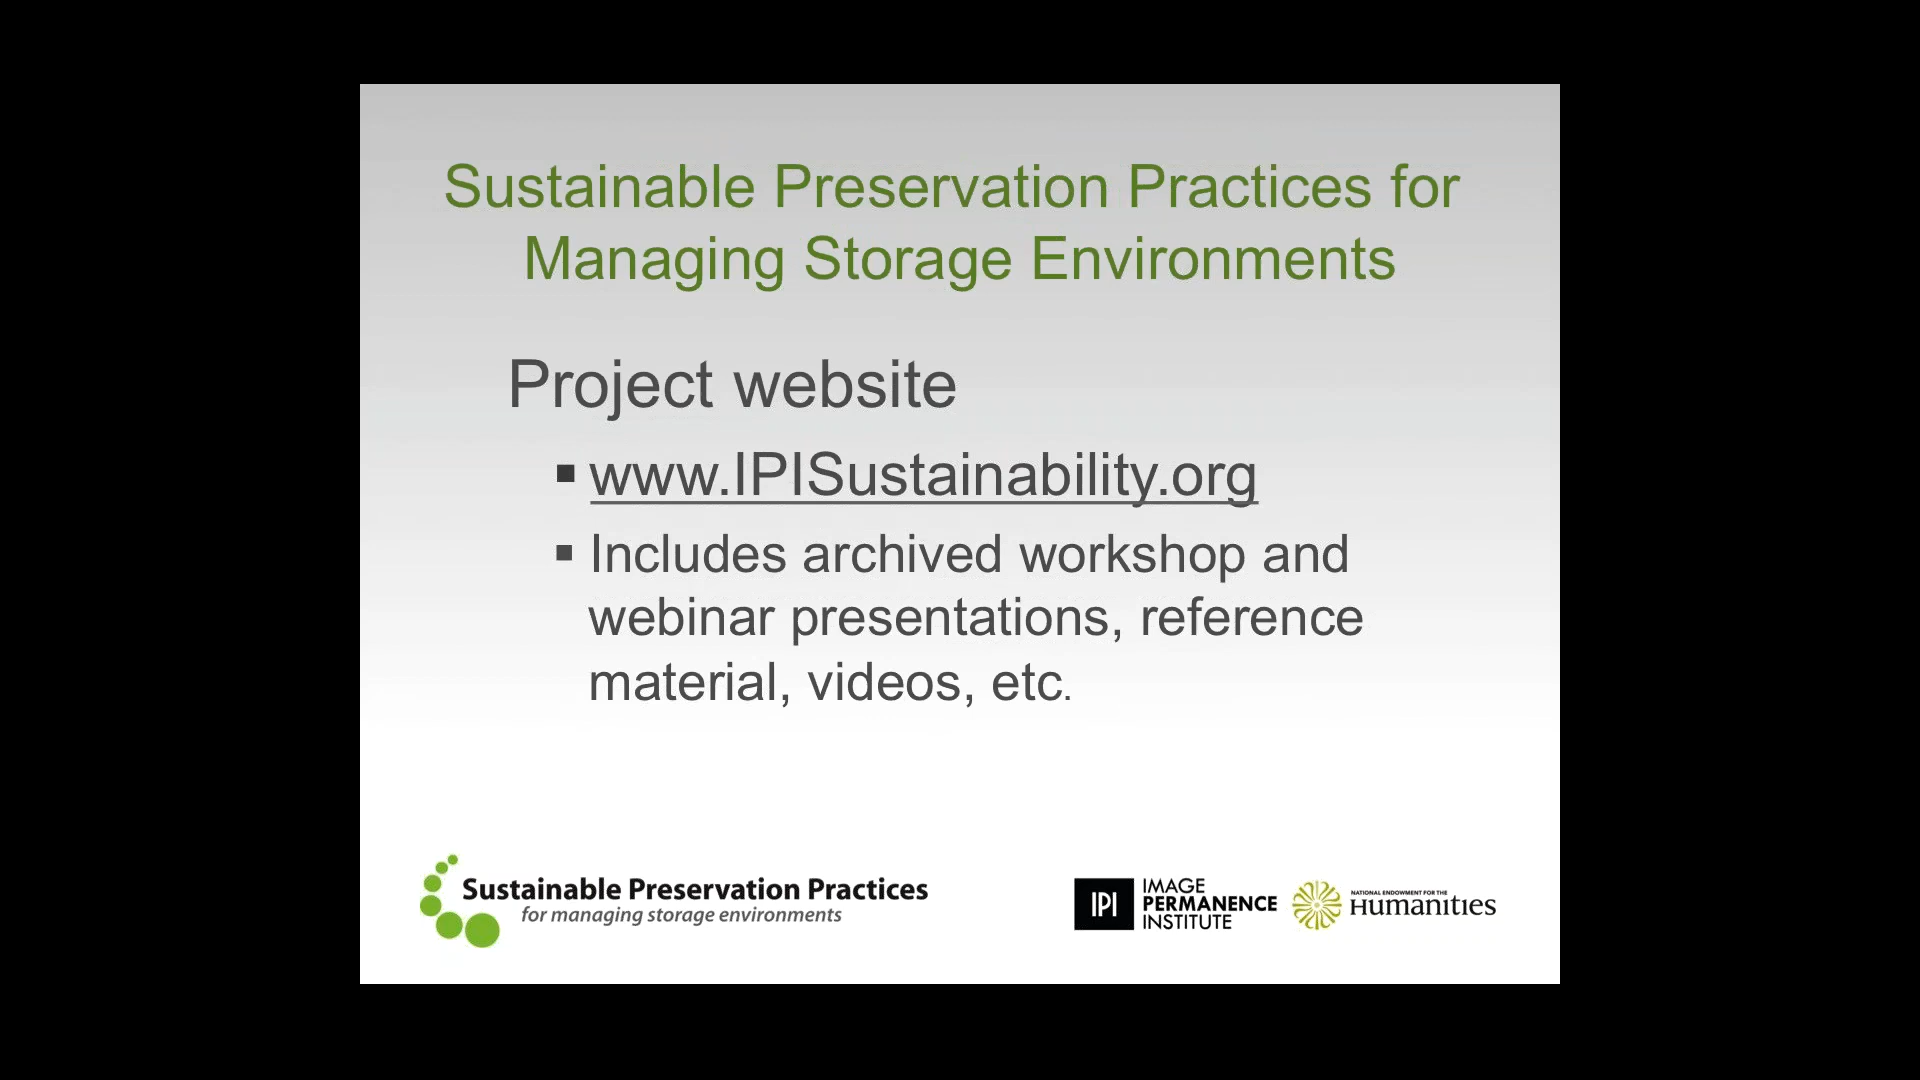 Sustainable Preservation Practices for
Managing Storage Environments
Project website
▪ www.IPISustainability.org
▪ Includes archived workshop and
webinar presentations, reference
material, videos, etc.
Sustainable Preservation Practices
for managing storage environments
IPI
IMAGE
PERMANENCE
INSTITUTE
NATIONAL ENDOWMENT FOR THE
Humanities